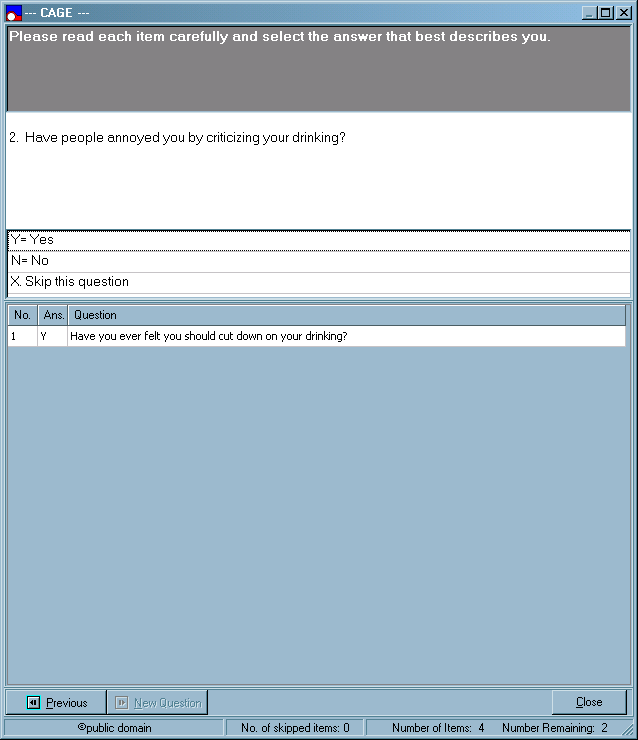 --- CAGE ---
Please read each item carefully and select the answer that best describes you.
2. Have people annoyed you by criticizing your drinking?
Y= Yes
N= No
X. Skip this question
No. Ans. Question
1 Y Have you ever felt you should cut down on your drinking?
Previous New Question Close
©public domain No. of skipped items: 0 Number of Items: 4 Number Remaining: 2